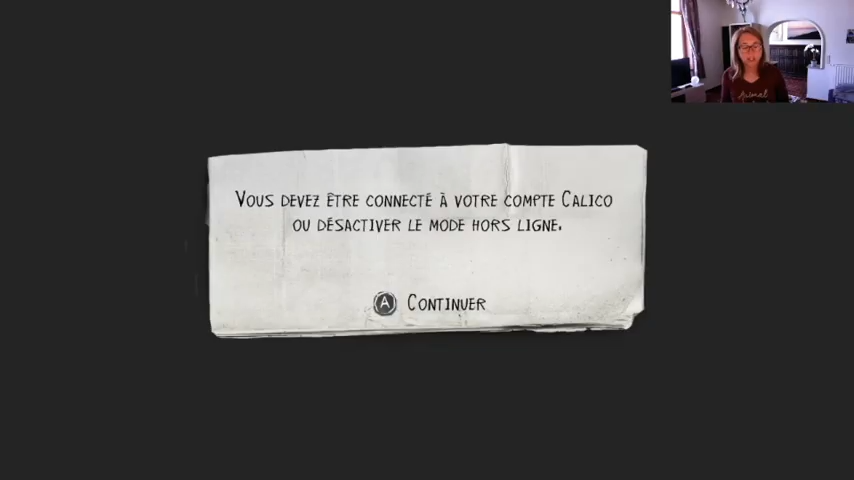 Vous devez être connecté à votre compte Calico
ou désactiver le mode hors ligne.
A Continuer